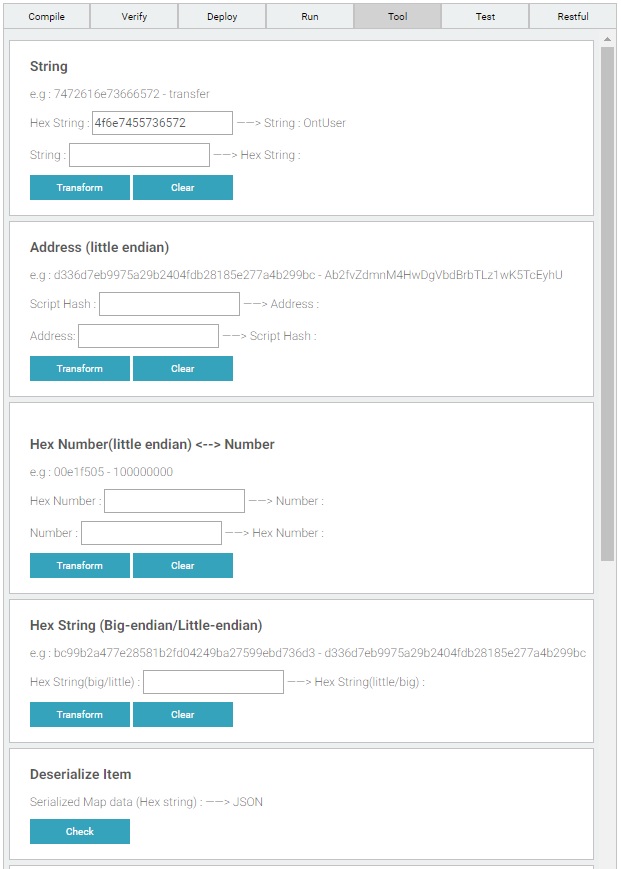 Compile Verify Deploy Run Tool Test Restful
String
e.g : 7472616e73666572 - transfer
Hex String : 4f6e7455736572 ——> String : OntUser
String : ——> Hex String :
Transform Clear
Address (little endian)
e.g : d336d7eb9975a29b2404fdb28185e277a4b299bc - Ab2fvZdmnM4HwDgVbdBrbTLz1wK5TcEyhU
Script Hash : ——> Address :
Address: ——> Script Hash :
Transform Clear
Hex Number(little endian) <--> Number
e.g : 00e1f505 - 100000000
Hex Number : ——> Number :
Number : ——> Hex Number :
Transform Clear
Hex String (Big-endian/Little-endian)
e.g : bc99b2a477e28581b2fd04249ba27599ebd736d3 - d336d7eb9975a29b2404fdb28185e277a4b299bc
Hex String(big/little) : ——> Hex String(little/big) :
Transform Clear
Deserialize Item
Serialized Map data (Hex string) : ——> JSON
Check